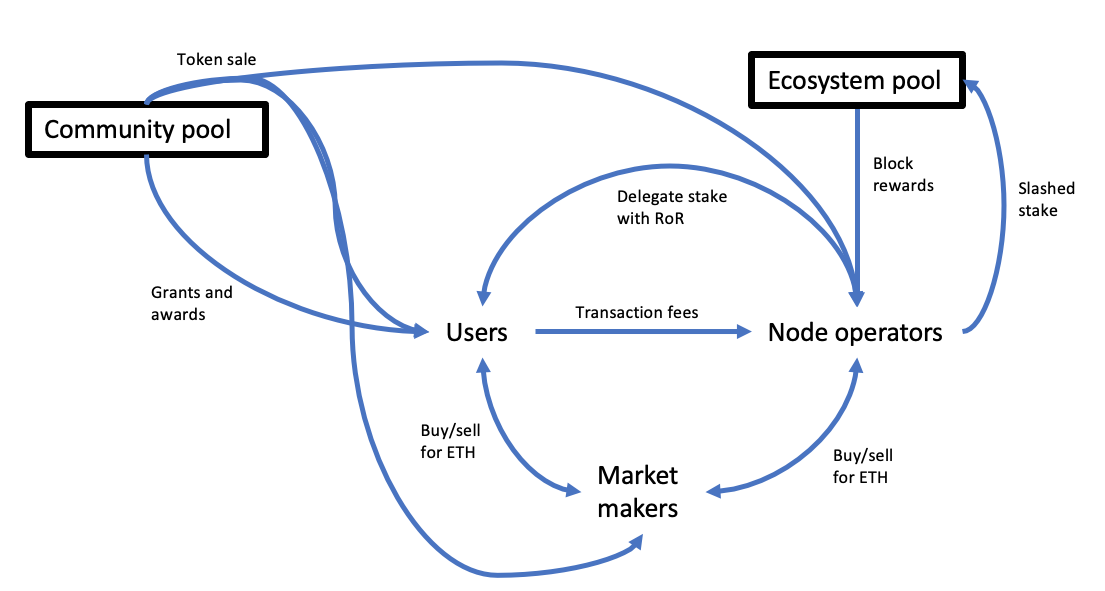 Token sale
Ecosystem pool
Community pool
Block
rewards
Delegate stake
with RoR
Slashed
stake
Grants and
awards
Transaction fees
Users
Node operators
Buy/sell
for ETH
Buy/sell
for ETH
Market
makers